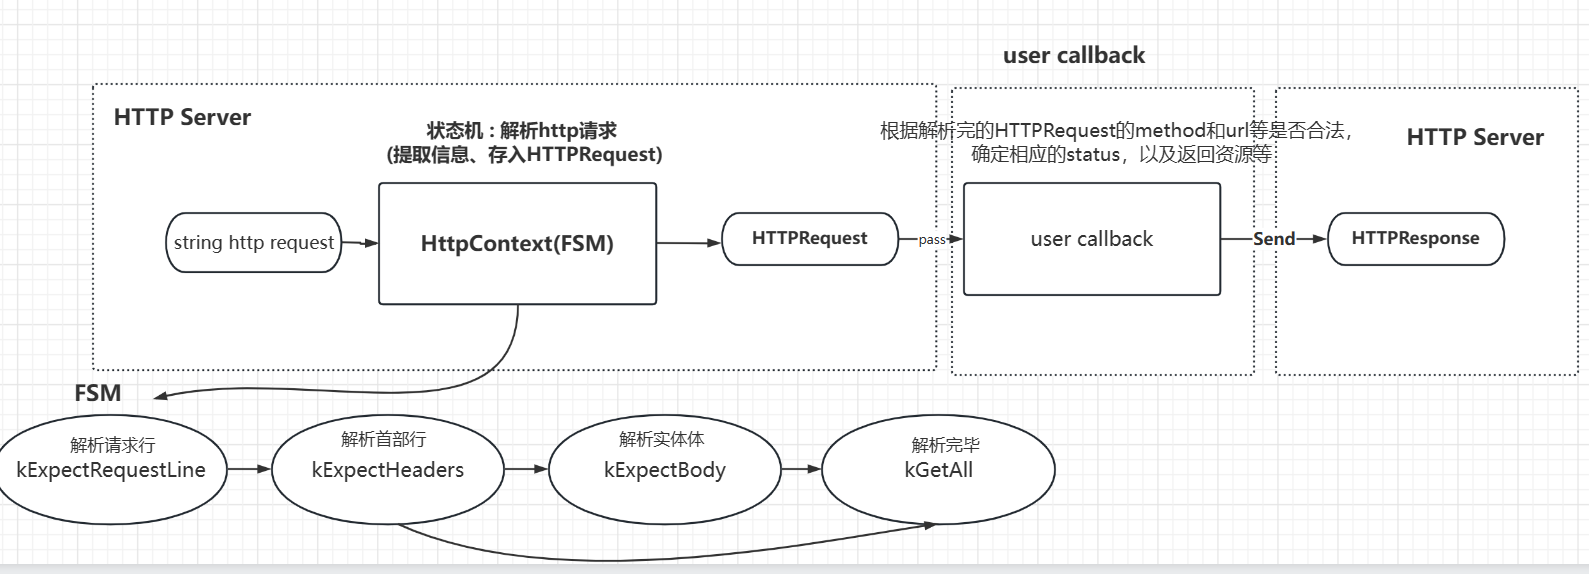 user callback
HTTP Server
状态机：解析http请求
(提取信息、存入HTTPRequest)
根据解析完的HTTPRequest的method和url等是否合法，
确定相应的status，以及返回资源等
HTTP Server
string http request
HttpContext(FSM)
HTTPRequest
pass
user callback
Send
HTTPResponse
FSM
解析请求行
kExpectRequestLine
解析首部行
kExpectHeaders
解析实体体
kExpectBody
解析完毕
kGetAll